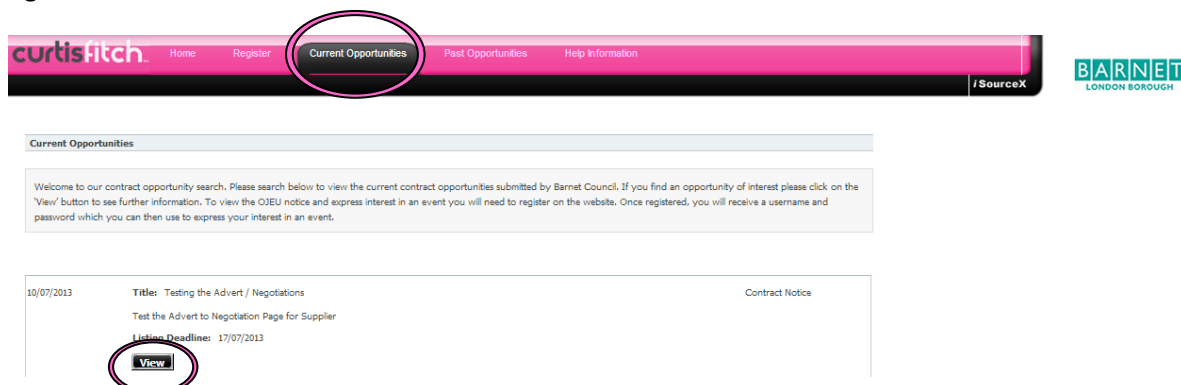 curtisfitch. Home Register Current Opportunities Past Opportunities Help Information
iSourceX
BARNET
LONDON BOROUGH
Current Opportunities
Welcome to our contract opportunity search. Please search below to view the current contract opportunities submitted by Barnet Council. If you find an opportunity of interest please click on the
'View' button to see further information. To view the OJEU notice and express interest in an event you will need to register on the website. Once registered, you will receive a username and
password which you can then use to express your interest in an event.
10/07/2013 Title: Testing the Advert / Negotiations Contract Notice
Test the Advert to Negotiation Page for Supplier
Listing Deadline: 17/07/2013
View